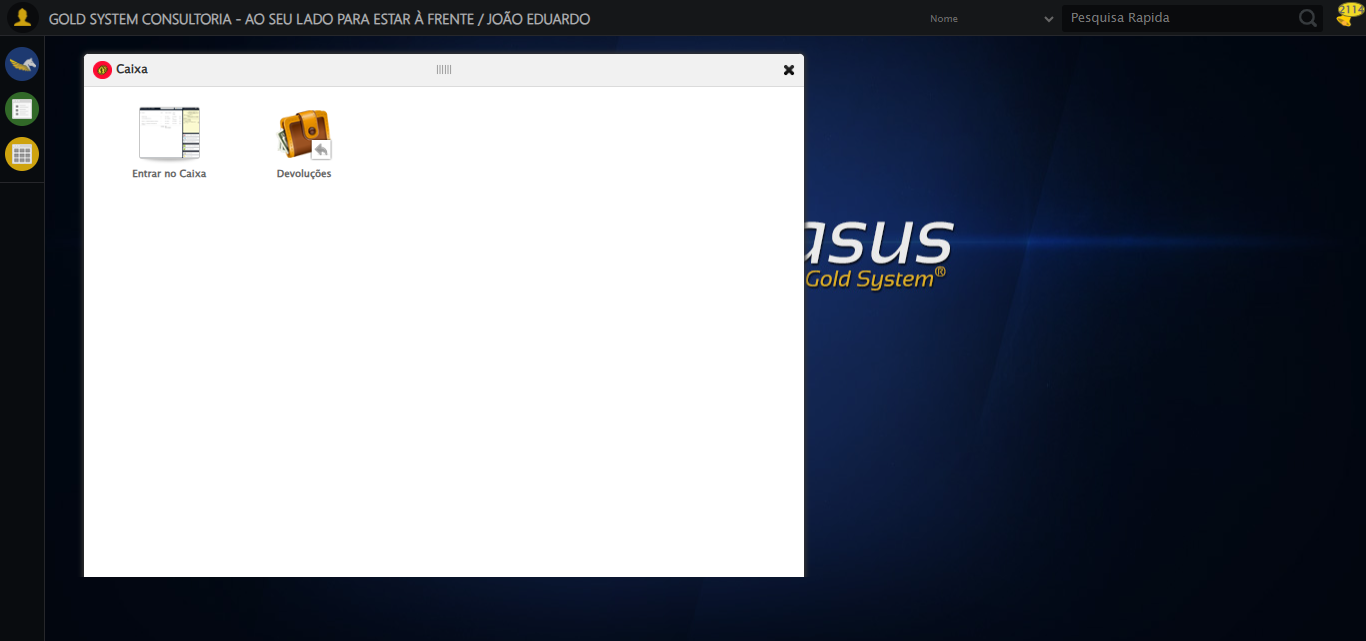 GOLD SYSTEM CONSULTORIA - AO SEU LADO PARA ESTAR À FRENTE / JOÃO EDUARDO
Nome
Pesquisa Rapida
2114
Caixa
Entrar no Caixa
Devoluções
asus
Gold System®